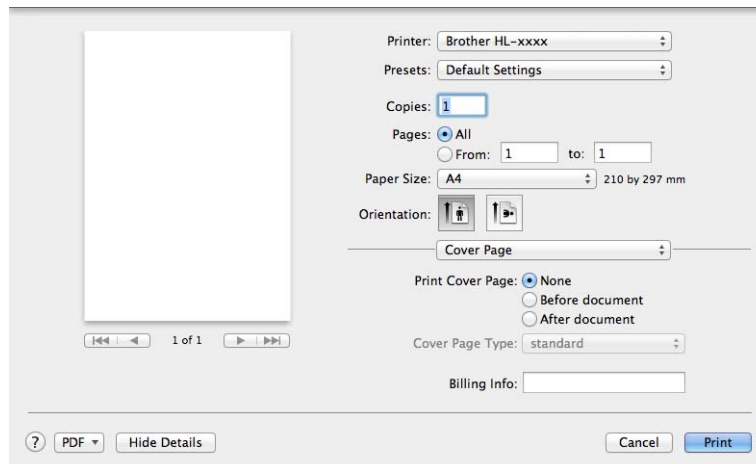 Printer: Brother HL-xxxx
Presets: Default Settings
Copies: 1
Pages: All
From: 1 to: 1
Paper Size: A4 210 by 297 mm
Orientation:
Cover Page
Print Cover Page: None
Before document
After document
Cover Page Type: standard
Billing Info:
1 of 1
? PDF Hide Details Cancel Print